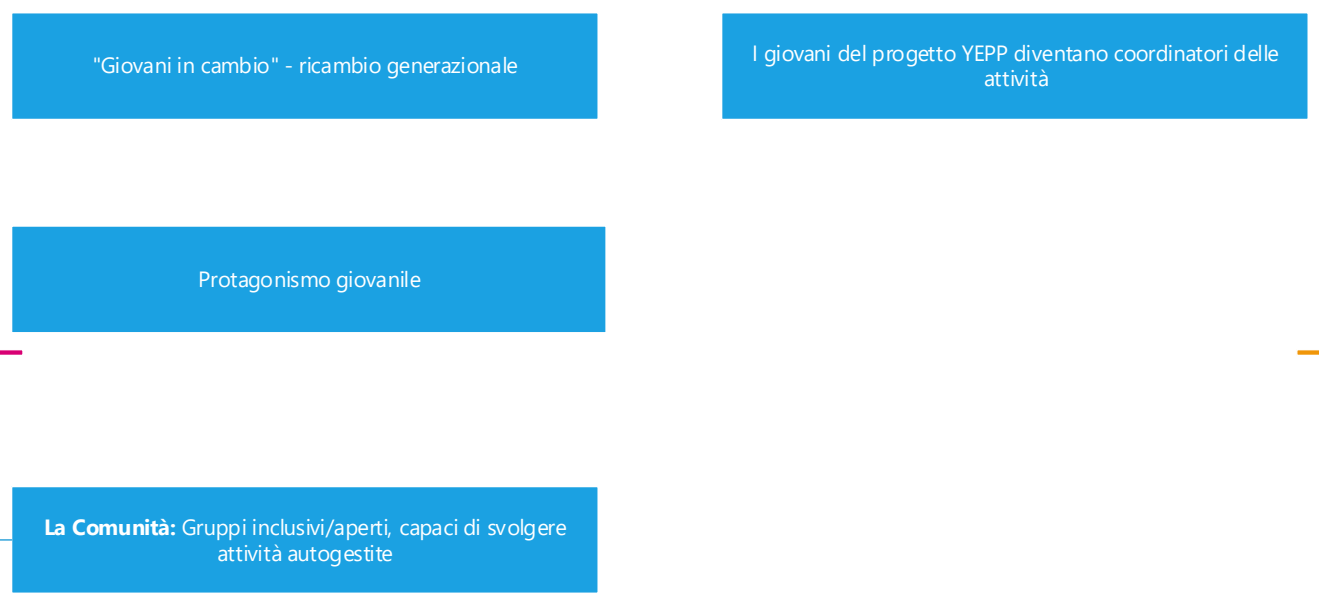 "Giovani in cambio" - ricambio generazionale
I giovani del progetto YEPP diventano coordinatori delle
attività
Protagonismo giovanile
La Comunità: Gruppi inclusivi/aperti, capaci di svolgere
attività autogestite